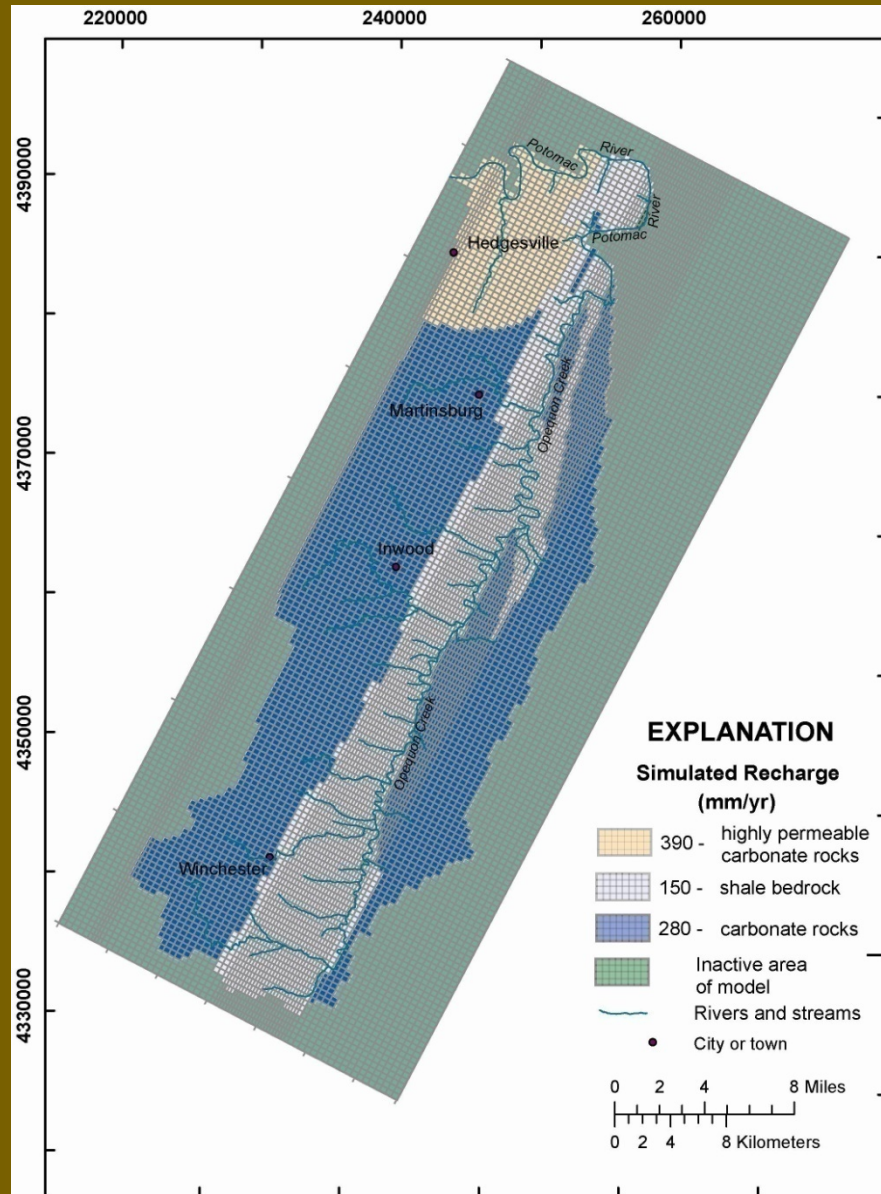 220000
240000
260000
4390000
4370000
4350000
4330000
Potomac
River
River
Potomac
Hedgesville
Martinsburg
Opequon Creek
Inwood
Opequon Creek
Winchester
EXPLANATION
Simulated Recharge
(mm/yr)
390 - highly permeable
carbonate rocks
150 - shale bedrock
280 - carbonate rocks
Inactive area
of model
Rivers and streams
City or town
0 2 4 8 Miles
0 2 4 8 Kilometers